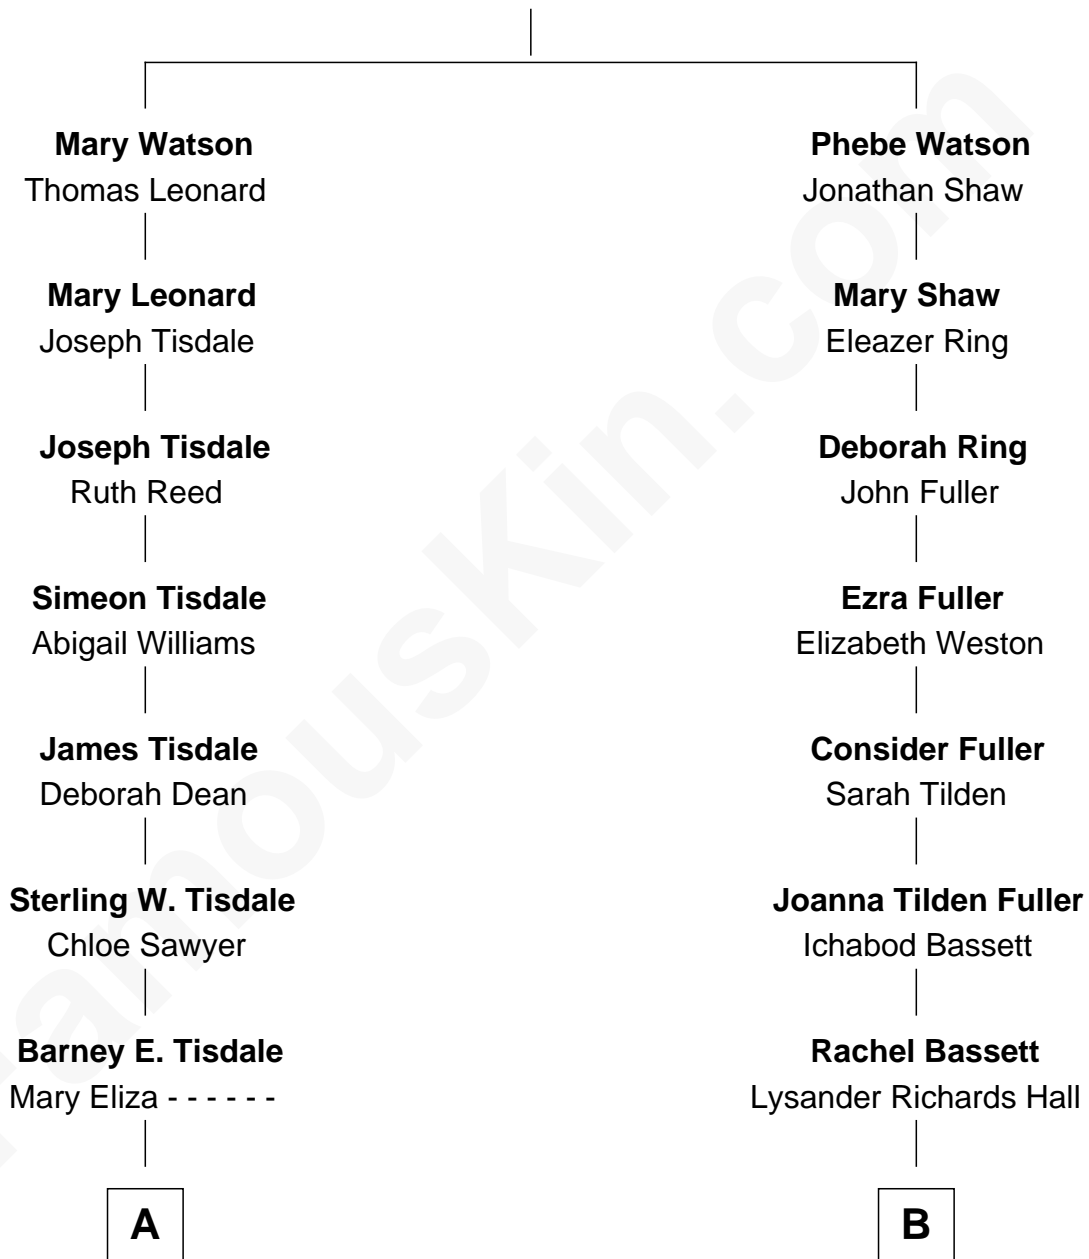 Mary Watson
Thomas Leonard
Mary Leonard
Joseph Tisdale
Joseph Tisdale
Ruth Reed
Simeon Tisdale
Abigail Williams
James Tisdale
Deborah Dean
Sterling W. Tisdale
Chloe Sawyer
Barney E. Tisdale
Mary Eliza - - - - - -
A
Phebe Watson
Jonathan Shaw
Mary Shaw
Eleazer Ring
Deborah Ring
John Fuller
Ezra Fuller
Elizabeth Weston
Consider Fuller
Sarah Tilden
Joanna Tilden Fuller
Ichabod Bassett
Rachel Bassett
Lysander Richards Hall
B
FamousKin.com